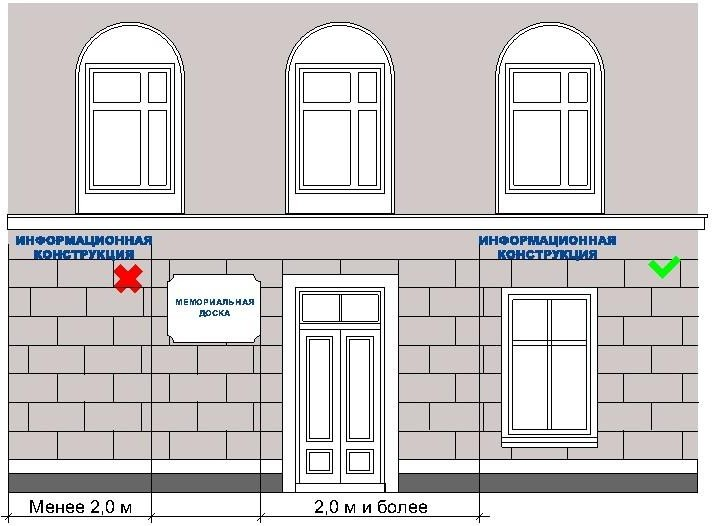 ИНФОРМАЦИОННАЯ
КОНСТРУКЦИЯ
ИНФОРМАЦИОННАЯ
КОНСТРУКЦИЯ
МЕМОРИАЛЬНАЯ
ДОСКА
Менее 2,0 м
2,0 м и более